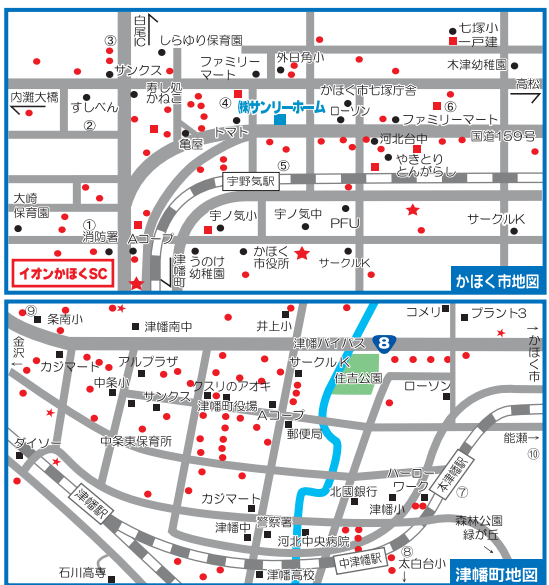 白尾IC
しらゆり保育園
③
サンクス
ファミリー
マート
外日角小
七塚小
一戸建
木津幼稚園
高松
内灘大橋
すしべん
②
寿し処
かねこ
④
㈱サンリーホーム
かほく市七塚庁舎
ローソン
⑥
ファミリーマート
国道159号
亀屋
トマト
河北台中
やきとり
とんがらし
⑤
宇野気駅
大崎
保育園
①
消防署
Aコープ
宇ノ気小
宇ノ気中
PFU
サークルK
イオンかほくSC
津幡町
うのけ
幼稚園
かほく
市役所
サークルK
かほく市地図
⑨
条南小
津幡南中
井上小
コメリ
プラント3
津幡バイパス
8
金沢
←
→
かほく市
カジマート
アルプラザ
サークルK
住吉公園
中条小
サンクス
クスリのアオキ
津幡町役場
Aコープ
ローソン
郵便局
ダイソー
中条東保育所
能瀬→
⑩
本津幡駅
ハーロー
ワーク
⑦
カジマート
北國銀行
津幡小
津幡駅
津幡中
警察署
河北中央病院
中津幡駅
森林公園
緑が丘
⑧
太白台小
石川高専
津幡高校
津幡町地図